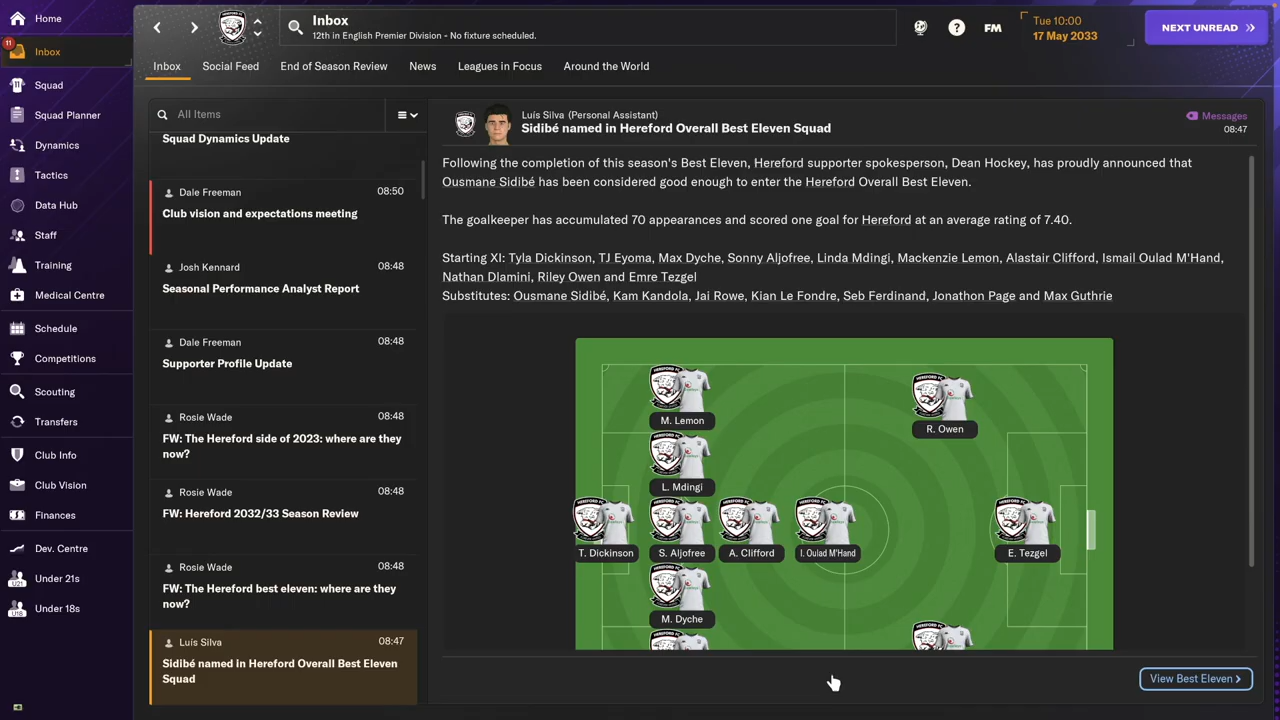 Home
Inbox
12th in English Premier Division - No fixture scheduled.
FM
Tue 10:00
17 May 2033
NEXT UNREAD
11
Inbox
Squad
Squad Planner
Dynamics
Tactics
Data Hub
Staff
Training
Medical Centre
Schedule
Competitions
Scouting
Transfers
Club Info
Club Vision
Finances
Dev. Centre
U21
Under 21s
U18
Under 18s
Inbox
Social Feed
End of Season Review
News
Leagues in Focus
Around the World
All Items
Squad Dynamics Update
Dale Freeman
08:50
Club vision and expectations meeting
Josh Kennard
08:48
Seasonal Performance Analyst Report
Dale Freeman
08:48
Supporter Profile Update
Rosie Wade
08:48
FW: The Hereford side of 2023: where are they
now?
Rosie Wade
08:48
FW: Hereford 2032/33 Season Review
Rosie Wade
08:48
FW: The Hereford best eleven: where are they
now?
Luís Silva
08:47
Sidibé named in Hereford Overall Best Eleven
Squad
Luís Silva (Personal Assistant)
Sidibé named in Hereford Overall Best Eleven Squad
Messages
08:47
Following the completion of this season's Best Eleven, Hereford supporter spokesperson, Dean Hockey, has proudly announced that
Ousmane Sidibé has been considered good enough to enter the Hereford Overall Best Eleven.
The goalkeeper has accumulated 70 appearances and scored one goal for Hereford at an average rating of 7.40.
Starting XI: Tyla Dickinson, TJ Eyoma, Max Dyche, Sonny Aljofree, Linda Mdingi, Mackenzie Lemon, Alastair Clifford, Ismail Oulad M'Hand,
Nathan Dlamini, Riley Owen and Emre Tezgel
Substitutes: Ousmane Sidibé, Kam Kandola, Jai Rowe, Kian Le Fondre, Seb Ferdinand, Jonathon Page and Max Guthrie
M. Lemon
R. Owen
L. Mdingi
T. Dickinson
S. Aljofree
A. Clifford
I. Oulad M'Hand
E. Tezgel
M. Dyche
View Best Eleven